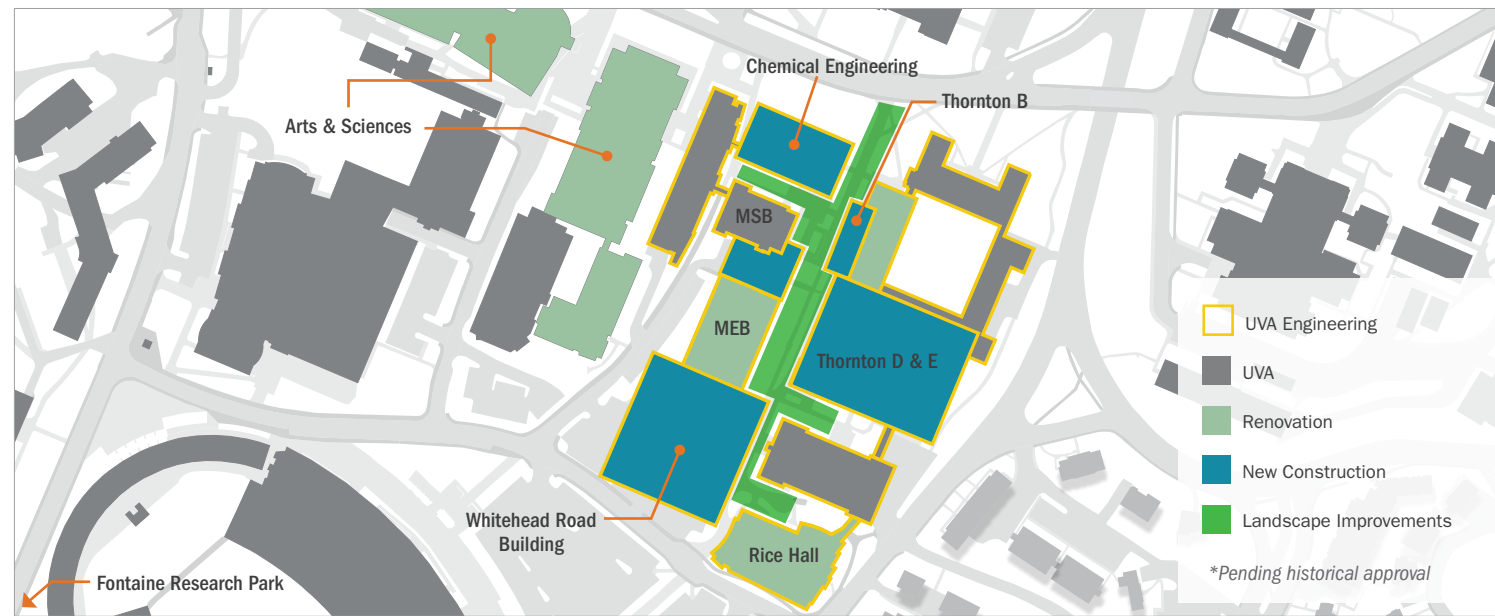 Chemical Engineering
Thornton B
Arts & Sciences
MSB
MEB
Thornton D & E
Whitehead Road
Building
Rice Hall
Fontaine Research Park
UVA Engineering
UVA
Renovation
New Construction
Landscape Improvements
*Pending historical approval